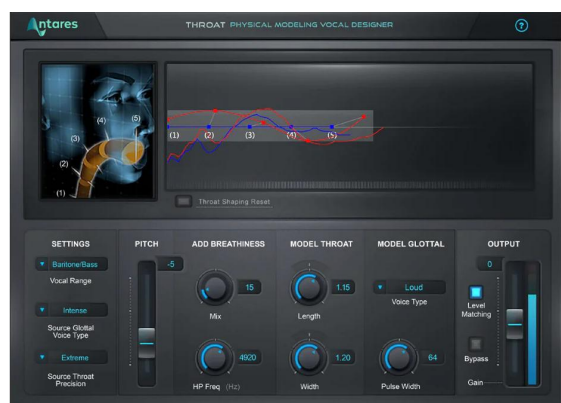 Antares
THROAT PHYSICAL MODELING VOCAL DESIGNER
?
(5)
(4)
(3)
(2)
(1)
(1) (2) (3) (4) (5)
Throat Shaping Reset
SETTINGS
Baritone/Bass
Vocal Range
Intense
Source Glottal
Voice Type
Extreme
Source Throat
Precision
PITCH
-5
ADD BREATHINESS
15
Mix
4920
HP Freq (Hz)
MODEL THROAT
1.15
Length
1.20
Width
MODEL GLOTTAL
Loud
Voice Type
64
Pulse Width
OUTPUT
0
Level
Matching
Bypass
Gain